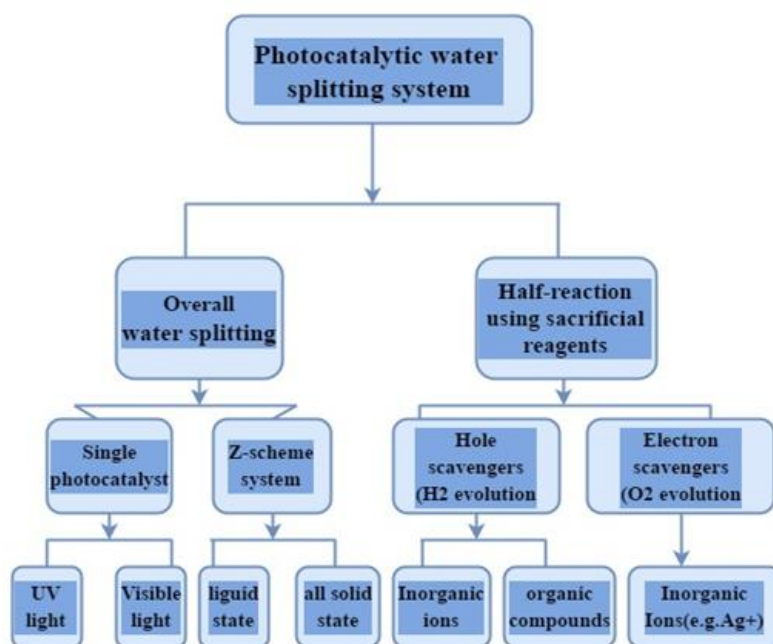 Photocatalytic water
splitting system
Overall
water splitting
Half-reaction
using sacrificial
reagents
Single
photocatalyst
Z-scheme
system
Hole
scavengers
(H2 evolution
Electron
scavengers
(O2 evolution
UV
light
Visible
light
liguid
state
all solid
state
Inorganic
ions
organic
compounds
Inorganic
Ions(e.g.Ag+)